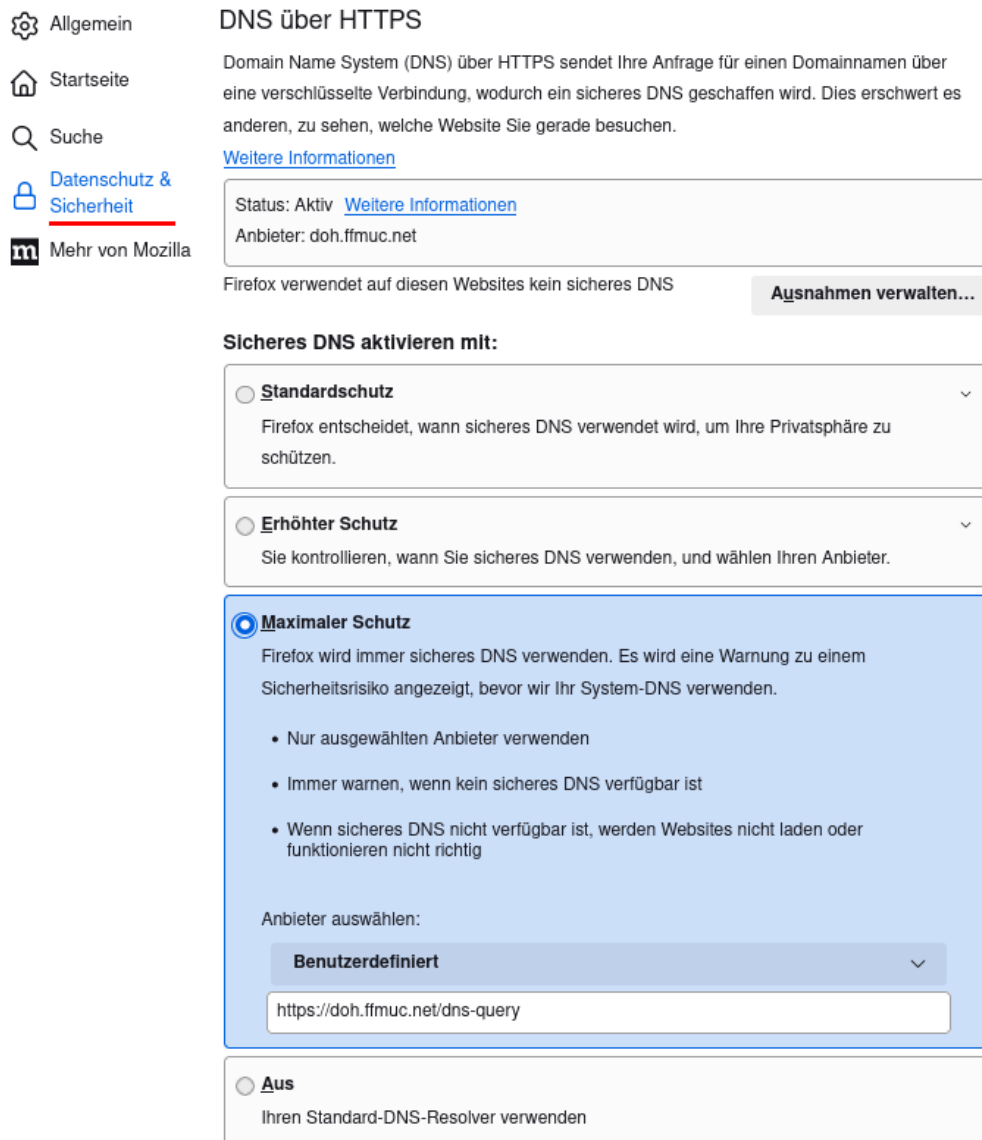 Allgemein
Startseite
Suche
Datenschutz &
Sicherheit
m Mehr von Mozilla
DNS über HTTPS
Domain Name System (DNS) über HTTPS sendet Ihre Anfrage für einen Domainnamen über
eine verschlüsselte Verbindung, wodurch ein sicheres DNS geschaffen wird. Dies erschwert es
anderen, zu sehen, welche Website Sie gerade besuchen.
Weitere Informationen
Status: Aktiv Weitere Informationen
Anbieter: doh.ffmuc.net
Firefox verwendet auf diesen Websites kein sicheres DNS
Ausnahmen verwalten...
Sicheres DNS aktivieren mit:
Standardschutz
Firefox entscheidet, wann sicheres DNS verwendet wird, um Ihre Privatsphäre zu
schützen.
Erhöhter Schutz
Sie kontrollieren, wann Sie sicheres DNS verwenden, und wählen Ihren Anbieter.
Maximaler Schutz
Firefox wird immer sicheres DNS verwenden. Es wird eine Warnung zu einem
Sicherheitsrisiko angezeigt, bevor wir Ihr System-DNS verwenden.
• Nur ausgewählten Anbieter verwenden
• Immer warnen, wenn kein sicheres DNS verfügbar ist
• Wenn sicheres DNS nicht verfügbar ist, werden Websites nicht laden oder
funktionieren nicht richtig
Anbieter auswählen:
Benutzerdefiniert
https://doh.ffmuc.net/dns-query
Aus
Ihren Standard-DNS-Resolver verwenden